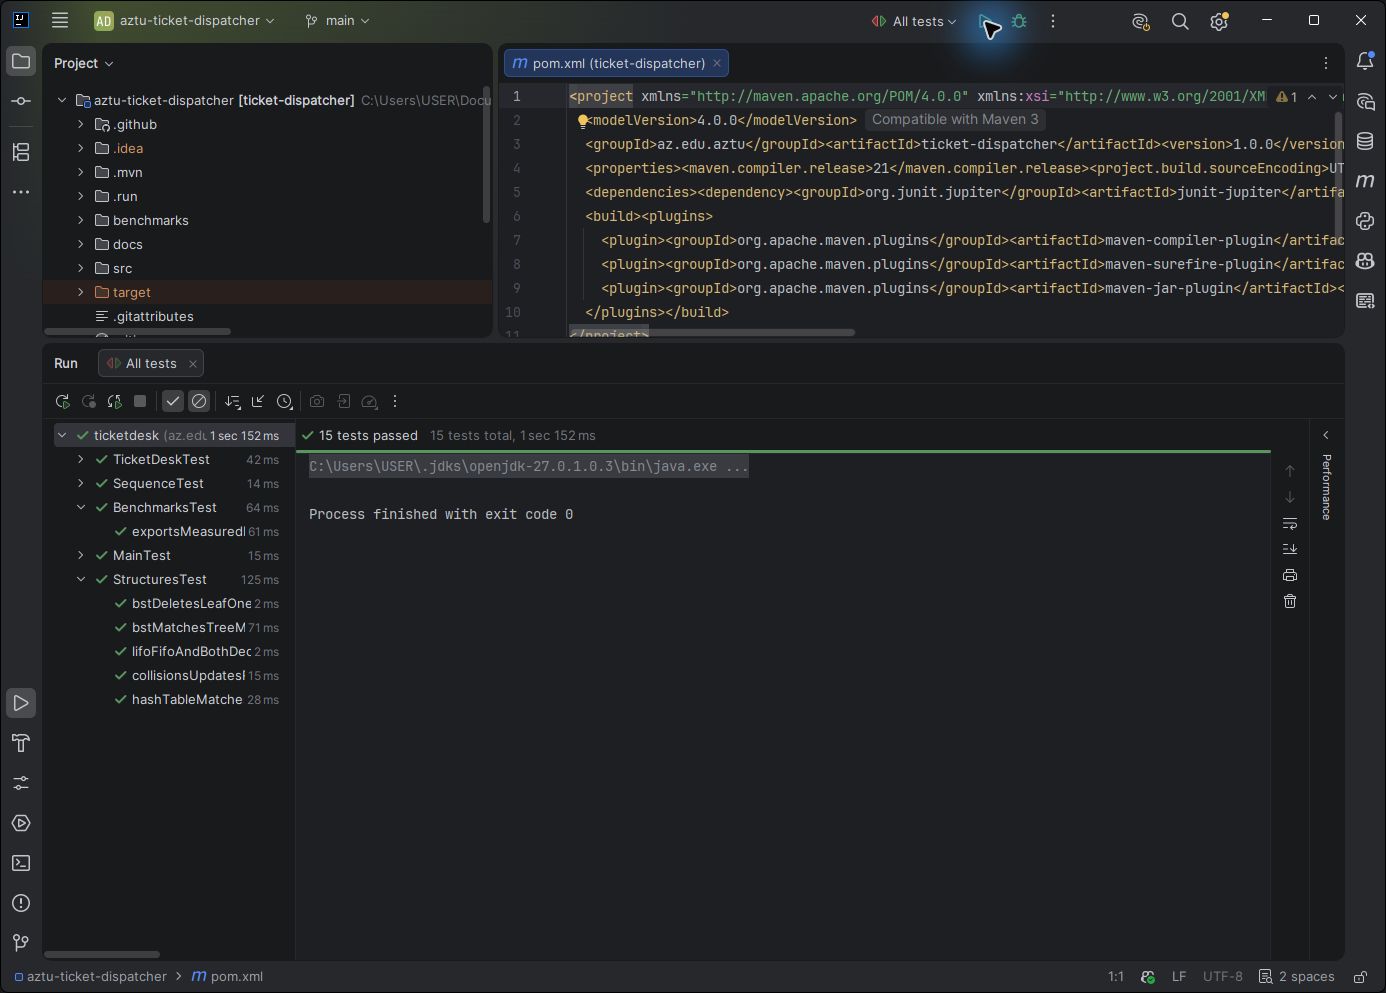 AD aztu-ticket-dispatcher main All tests
Project
aztu-ticket-dispatcher [ticket-dispatcher] C:\Users\USER\Docu
.github
.idea
.mvn
.run
benchmarks
docs
src
target
.gitattributes
m pom.xml (ticket-dispatcher)
1 <project xmlns="http://maven.apache.org/POM/4.0.0" xmlns:xsi="http://www.w3.org/2001/XM 1
2 <modelVersion>4.0.0</modelVersion> Compatible with Maven 3
3 <groupId>az.edu.aztu</groupId><artifactId>ticket-dispatcher</artifactId><version>1.0.0</version
4 <properties><maven.compiler.release>21</maven.compiler.release><project.build.sourceEncoding>UT
5 <dependencies><dependency><groupId>org.junit.jupiter</groupId><artifactId>junit-jupiter</artifa
6 <build><plugins>
7 <plugin><groupId>org.apache.maven.plugins</groupId><artifactId>maven-compiler-plugin</artifac
8 <plugin><groupId>org.apache.maven.plugins</groupId><artifactId>maven-surefire-plugin</artifac
9 <plugin><groupId>org.apache.maven.plugins</groupId><artifactId>maven-jar-plugin</artifactId><
10 </plugins></build>
11 </project>
Run All tests
ticketdesk (az.edu 1 sec 152 ms
TicketDeskTest 42 ms
SequenceTest 14 ms
BenchmarksTest 64 ms
exportsMeasured 61 ms
MainTest 15 ms
StructuresTest 125 ms
bstDeletesLeafOne 2 ms
bstMatchesTreeM 71 ms
lifoFifoAndBothDec 2 ms
collisionsUpdates 15 ms
hashTableMatche 28 ms
15 tests passed 15 tests total, 1 sec 152 ms
C:\Users\USER\.jdks\openjdk-27.0.1.0.3\bin\java.exe ...
Process finished with exit code 0
Performance
aztu-ticket-dispatcher > m pom.xml 1:1 LF UTF-8 2 spaces